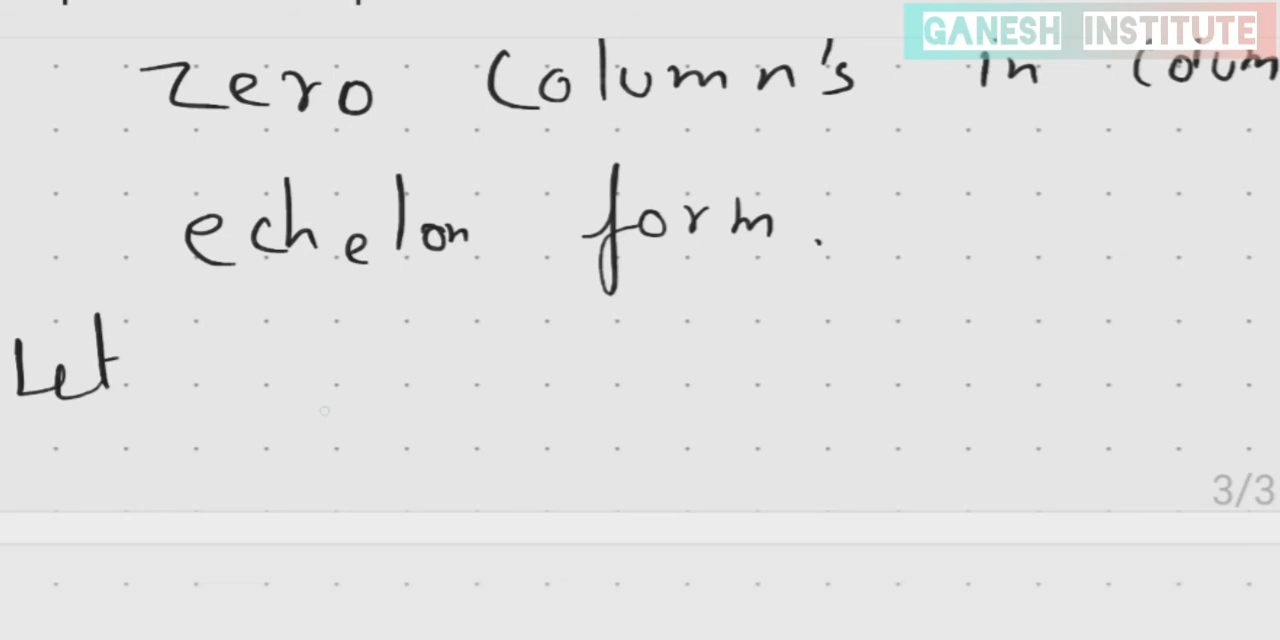 GANESH INSTITUTE
Zero Column's in
echelon form.
Let
3/3